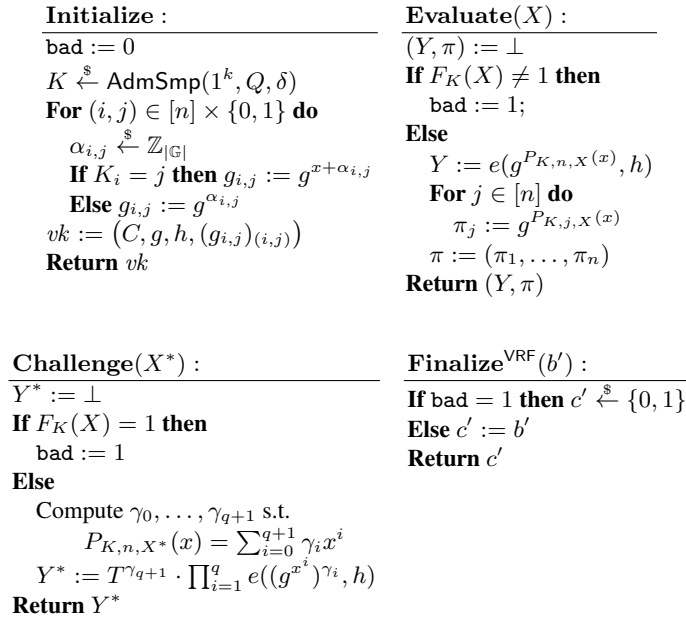 Initialize :
bad := 0
K ←$ AdmSmp(1^k, Q, δ)
For (i, j) ∈ [n] × {0, 1} do
α_{i,j} ←$ ℤ_{|𝔾|}
If K_i = j then g_{i,j} := g^{x+α_{i,j}}
Else g_{i,j} := g^{α_{i,j}}
vk := (C, g, h, (g_{i,j})_{(i,j)})
Return vk
Evaluate(X) :
(Y, π) := ⊥
If F_K(X) ≠ 1 then
bad := 1;
Else
Y := e(g^{P_{K,n,X}(x)}, h)
For j ∈ [n] do
π_j := g^{P_{K,j,X}(x)}
π := (π_1, . . . , π_n)
Return (Y, π)
Challenge(X*) :
Y* := ⊥
If F_K(X) = 1 then
bad := 1
Else
Compute γ_0, . . . , γ_{q+1} s.t.
P_{K,n,X*}(x) = ∑_{i=0}^{q+1} γ_i x^i
Y* := T^{γ_{q+1}} · ∏_{i=1}^{q} e((g^{x^i})^{γ_i}, h)
Return Y*
Finalize^{VRF}(b′) :
If bad = 1 then c′ ←$ {0, 1}
Else c′ := b′
Return c′